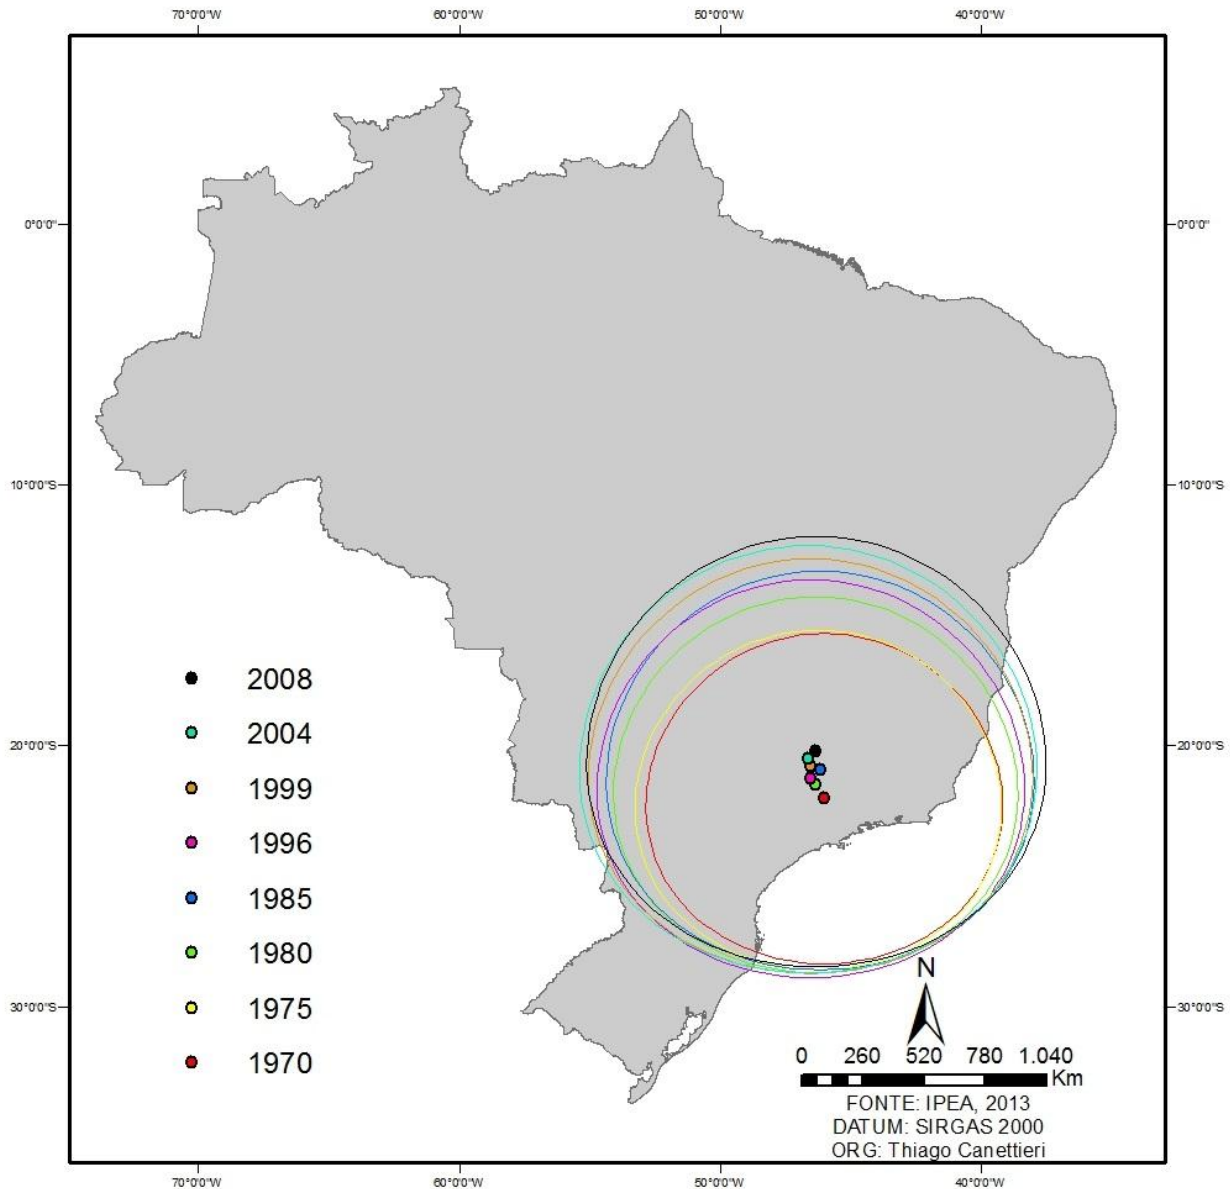 70°0'0"W 60°0'0"W 50°0'0"W 40°0'0"W
0°0'0" 0°0'0"
10°0'0"S 10°0'0"S
2008
2004
20°0'0"S 20°0'0"S
1999
1996
1985
1980
N
30°0'0"S 30°0'0"S
1975
1970
0 260 520 780 1.040
Km
FONTE: IPEA, 2013
DATUM: SIRGAS 2000
ORG: Thiago Canettieri
70°0'0"W 60°0'0"W 50°0'0"W 40°0'0"W